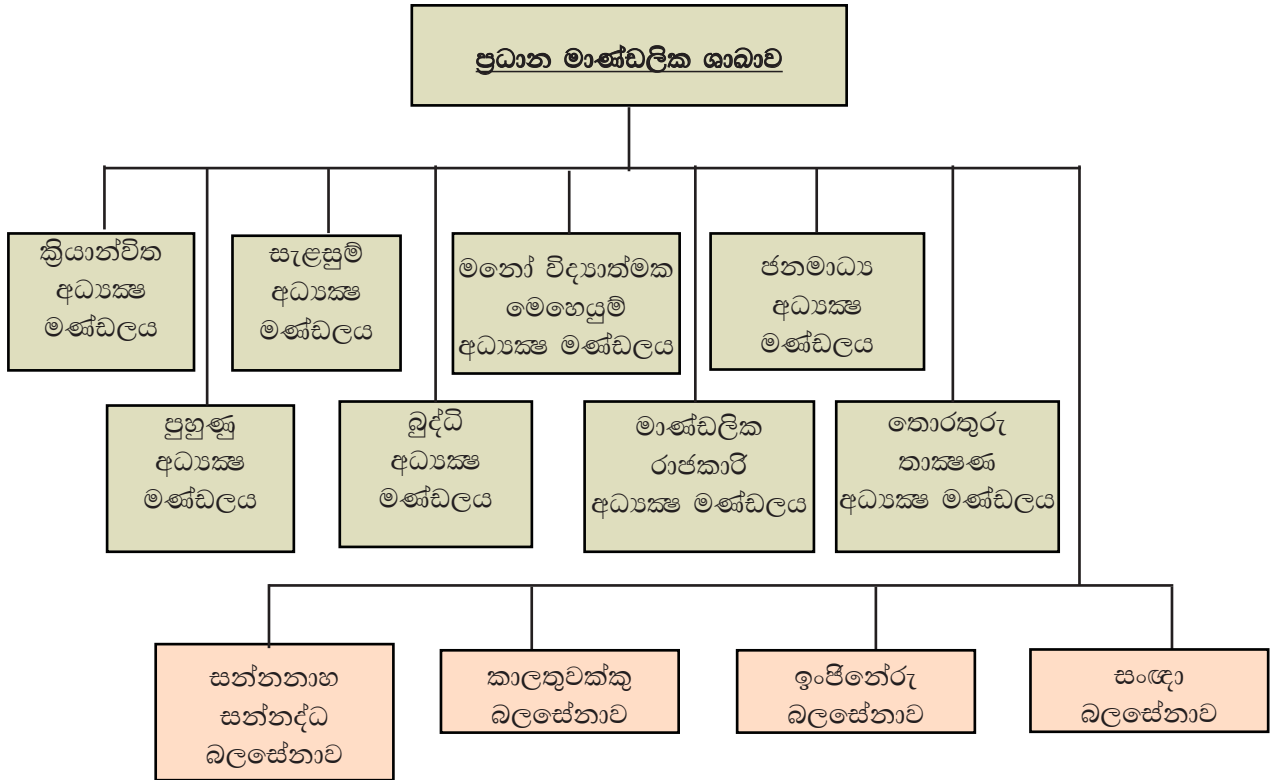 ප්‍රධාන මාණ්ඩලික ශාඛාව
ක්‍රියාන්විත
අධ්‍යක්ෂ
මණ්ඩලය
සැළසුම්
අධ්‍යක්ෂ
මණ්ඩලය
මනෝ විද්‍යාත්මක
මෙහෙයුම්
අධ්‍යක්ෂ මණ්ඩලය
ජනමාධ්‍ය
අධ්‍යක්ෂ
මණ්ඩලය
පුහුණු
අධ්‍යක්ෂ
මණ්ඩලය
බුද්ධි
අධ්‍යක්ෂ
මණ්ඩලය
මාණ්ඩලික
රාජකාරි
අධ්‍යක්ෂ මණ්ඩලය
තොරතුරු
තාක්ෂණ
අධ්‍යක්ෂ මණ්ඩලය
සන්නනාහ
සන්නද්ධ
බලසේනාව
කාලතුවක්කු
බලසේනාව
ඉංජිනේරු
බලසේනාව
සංඥා
බලසේනාව